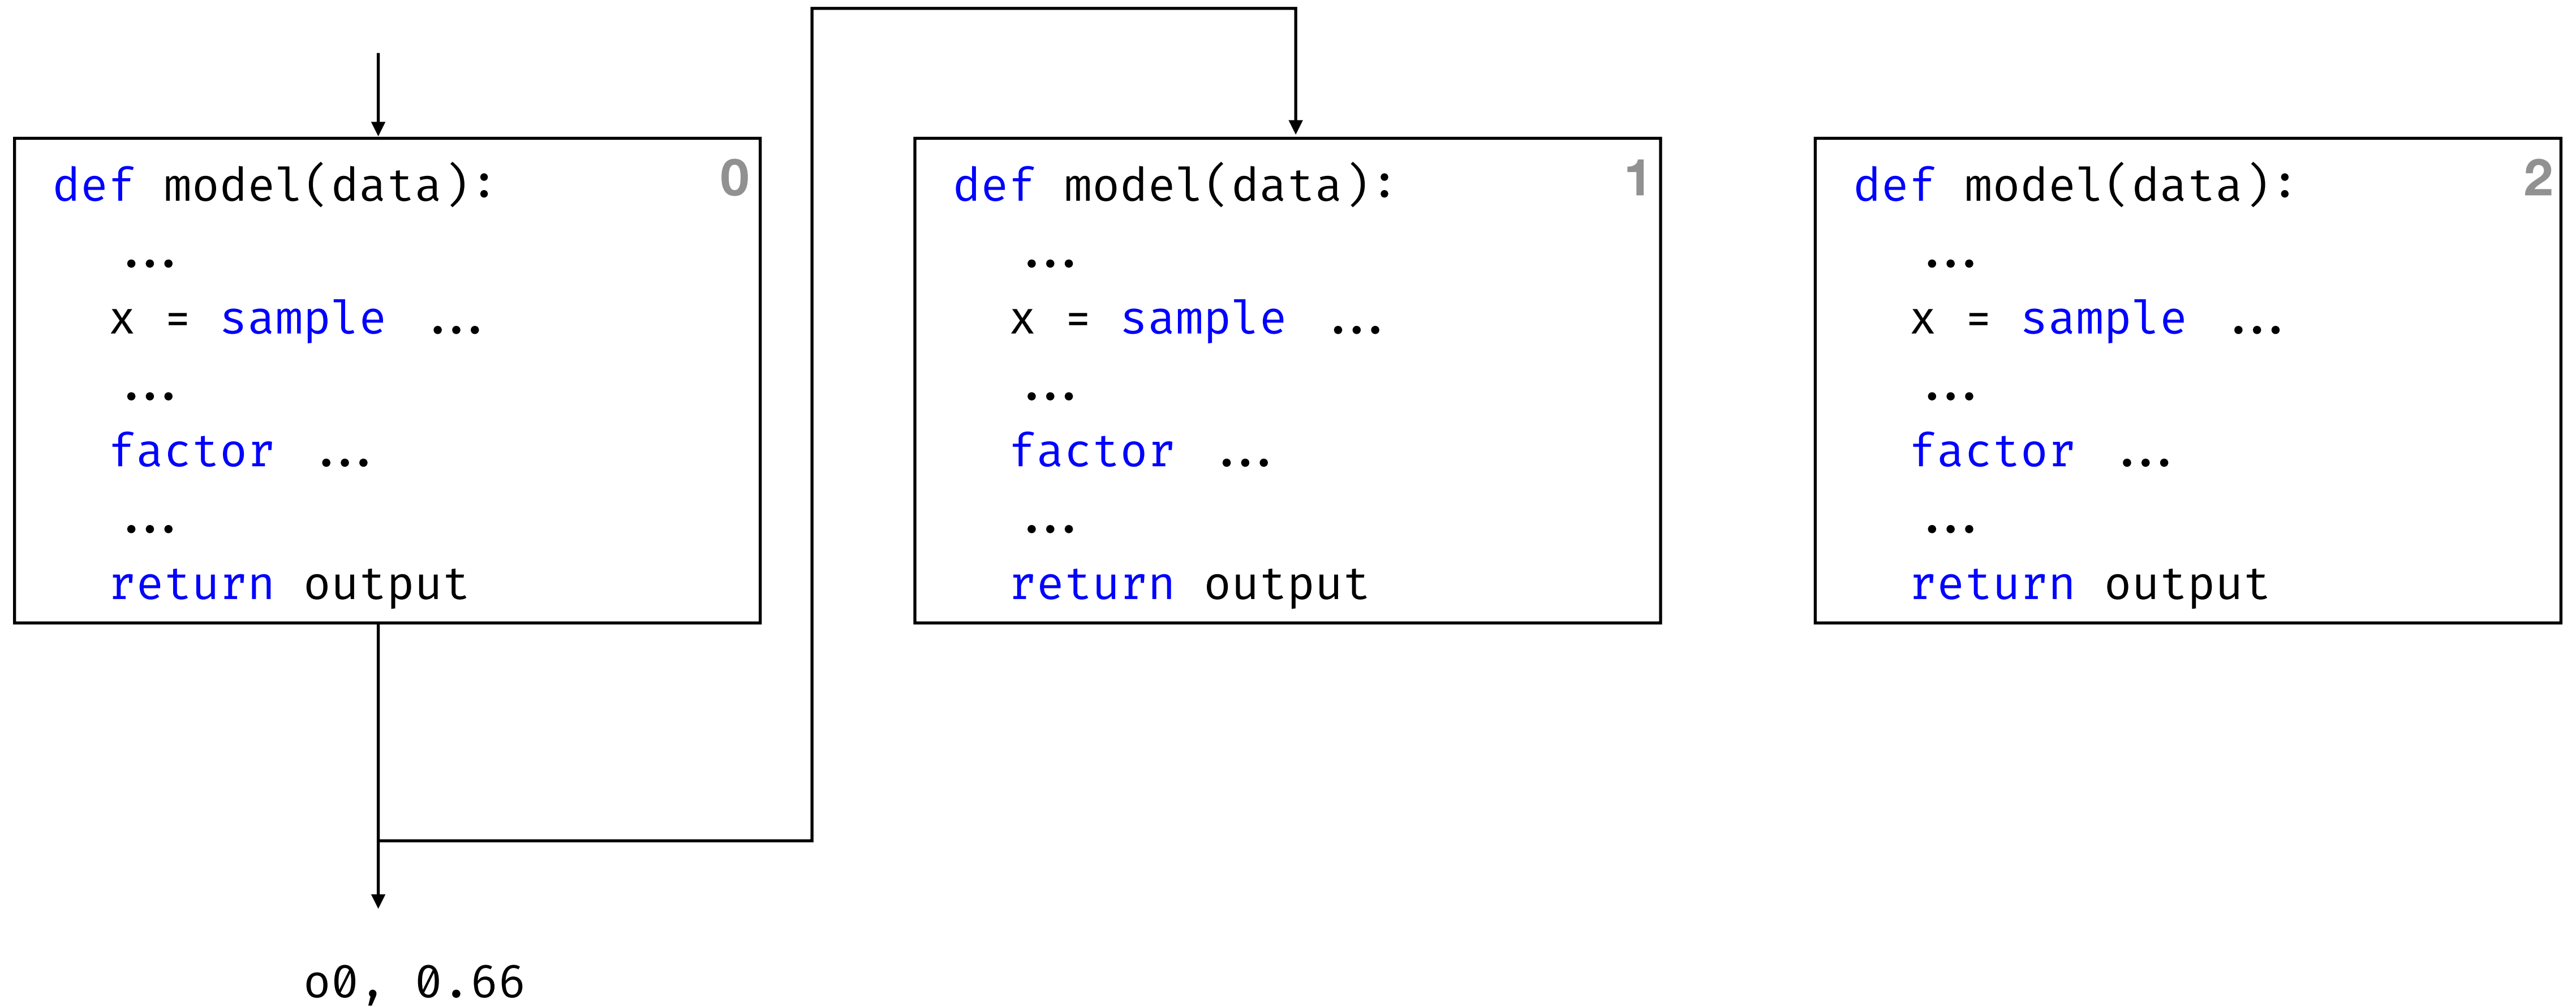 def model(data): 0
...
x = sample ...
...
factor ...
...
return output
def model(data): 1
...
x = sample ...
...
factor ...
...
return output
def model(data): 2
...
x = sample ...
...
factor ...
...
return output
o0, 0.66